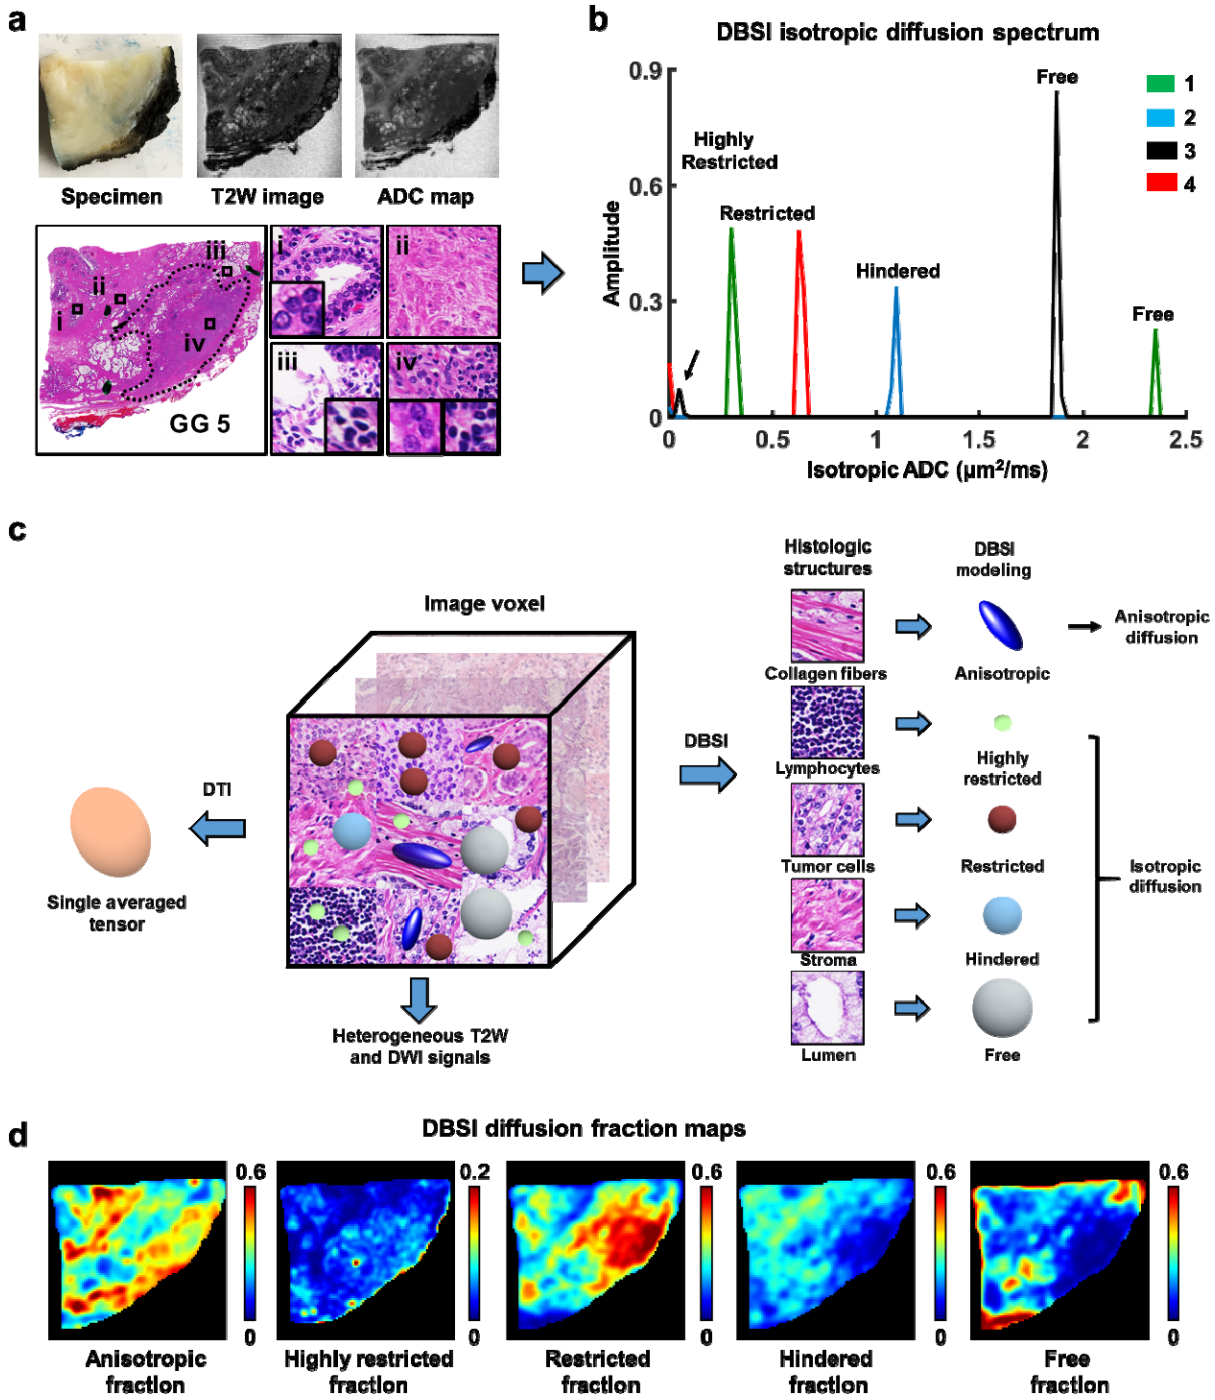 a
Specimen
T2W image
ADC map
i
ii
iii
iv
GG 5
i
ii
iii
iv
b
DBSI isotropic diffusion spectrum
0.9
0.6
0.3
0
Amplitude
Highly
Restricted
Restricted
Hindered
Free
Free
1
2
3
4
0
0.5
1
1.5
2
2.5
Isotropic ADC (µm²/ms)
c
Image voxel
DTI
Single averaged
tensor
Heterogeneous T2W
and DWI signals
DBSI
Histologic
structures
DBSI
modeling
Collagen fibers
Anisotropic
Anisotropic
diffusion
Lymphocytes
Highly
restricted
Tumor cells
Restricted
Stroma
Hindered
Lumen
Free
Isotropic
diffusion
d
DBSI diffusion fraction maps
0.6
0
Anisotropic
fraction
0.2
0
Highly restricted
fraction
0.6
0
Restricted
fraction
0.6
0
Hindered
fraction
0.6
0
Free
fraction